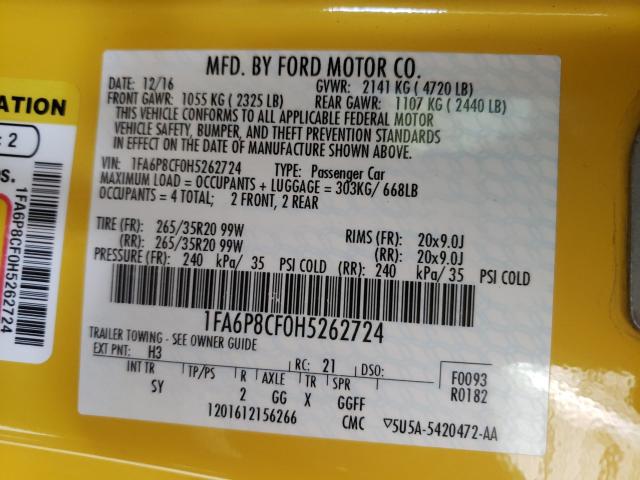 MFD. BY FORD MOTOR CO.
DATE: 12/16 GVWR: 2141 KG ( 4720 LB)
FRONT GAWR: 1055 KG ( 2325 LB) REAR GAWR: 1107 KG ( 2440 LB)
THIS VEHICLE CONFORMS TO ALL APPLICABLE FEDERAL MOTOR
VEHICLE SAFETY, BUMPER, AND THEFT PREVENTION STANDARDS
IN EFFECT ON THE DATE OF MANUFACTURE SHOWN ABOVE.
VIN: 1FA6P8CF0H5262724 TYPE: Passenger Car
MAXIMUM LOAD = OCCUPANTS + LUGGAGE = 303KG/ 668LB
OCCUPANTS = 4 TOTAL; 2 FRONT, 2 REAR
TIRE (FR): 265/35R20 99W RIMS (FR): 20x9.0J
(RR): 265/35R20 99W (RR): 20x9.0J
PRESSURE (FR): 240 kPa/ 35 PSI COLD (RR): 240 kPa/ 35 PSI COLD
1FA6P8CF0H5262724
TRAILER TOWING - SEE OWNER GUIDE
EXT PNT: H3 RC: 21 DSO: F0093
INT TR TP/PS R AXLE TR SPR R0182
SY 2 GG X GGFF
1201612156266 CMC ▽5U5A-5420472-AA
ATION
: 2
S. 1FA6P8CF0H5262724